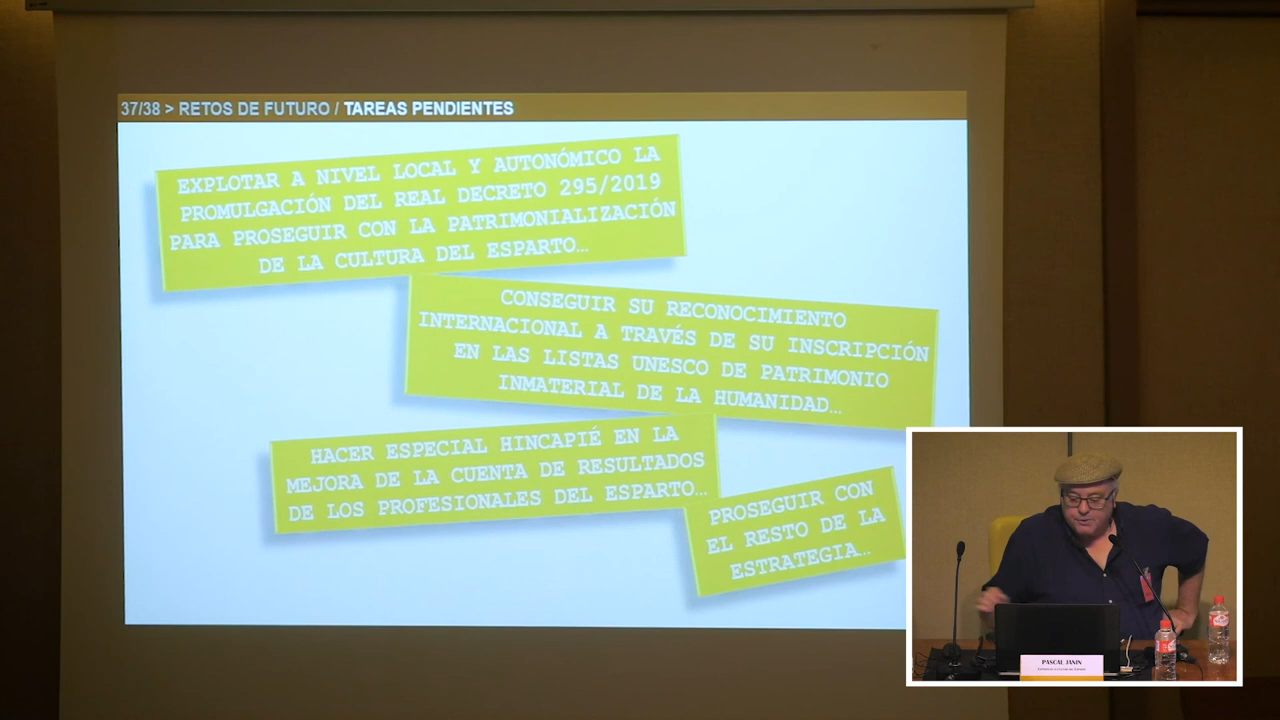 37/38 > RETOS DE FUTURO / TAREAS PENDIENTES
EXPLOTAR A NIVEL LOCAL Y AUTONÓMICO LA
PROMULGACIÓN DEL REAL DECRETO 295/2019
PARA PROSEGUIR CON LA PATRIMONIALIZACIÓN
DE LA CULTURA DEL ESPARTO…
CONSEGUIR SU RECONOCIMIENTO
INTERNACIONAL A TRAVÉS DE SU INSCRIPCIÓN
EN LAS LISTAS UNESCO DE PATRIMONIO
INMATERIAL DE LA HUMANIDAD…
HACER ESPECIAL HINCAPIÉ EN LA
MEJORA DE LA CUENTA DE RESULTADOS
DE LOS PROFESIONALES DEL ESPARTO…
PROSEGUIR CON
EL RESTO DE LA
ESTRATEGIA…
PASCAL JANIN